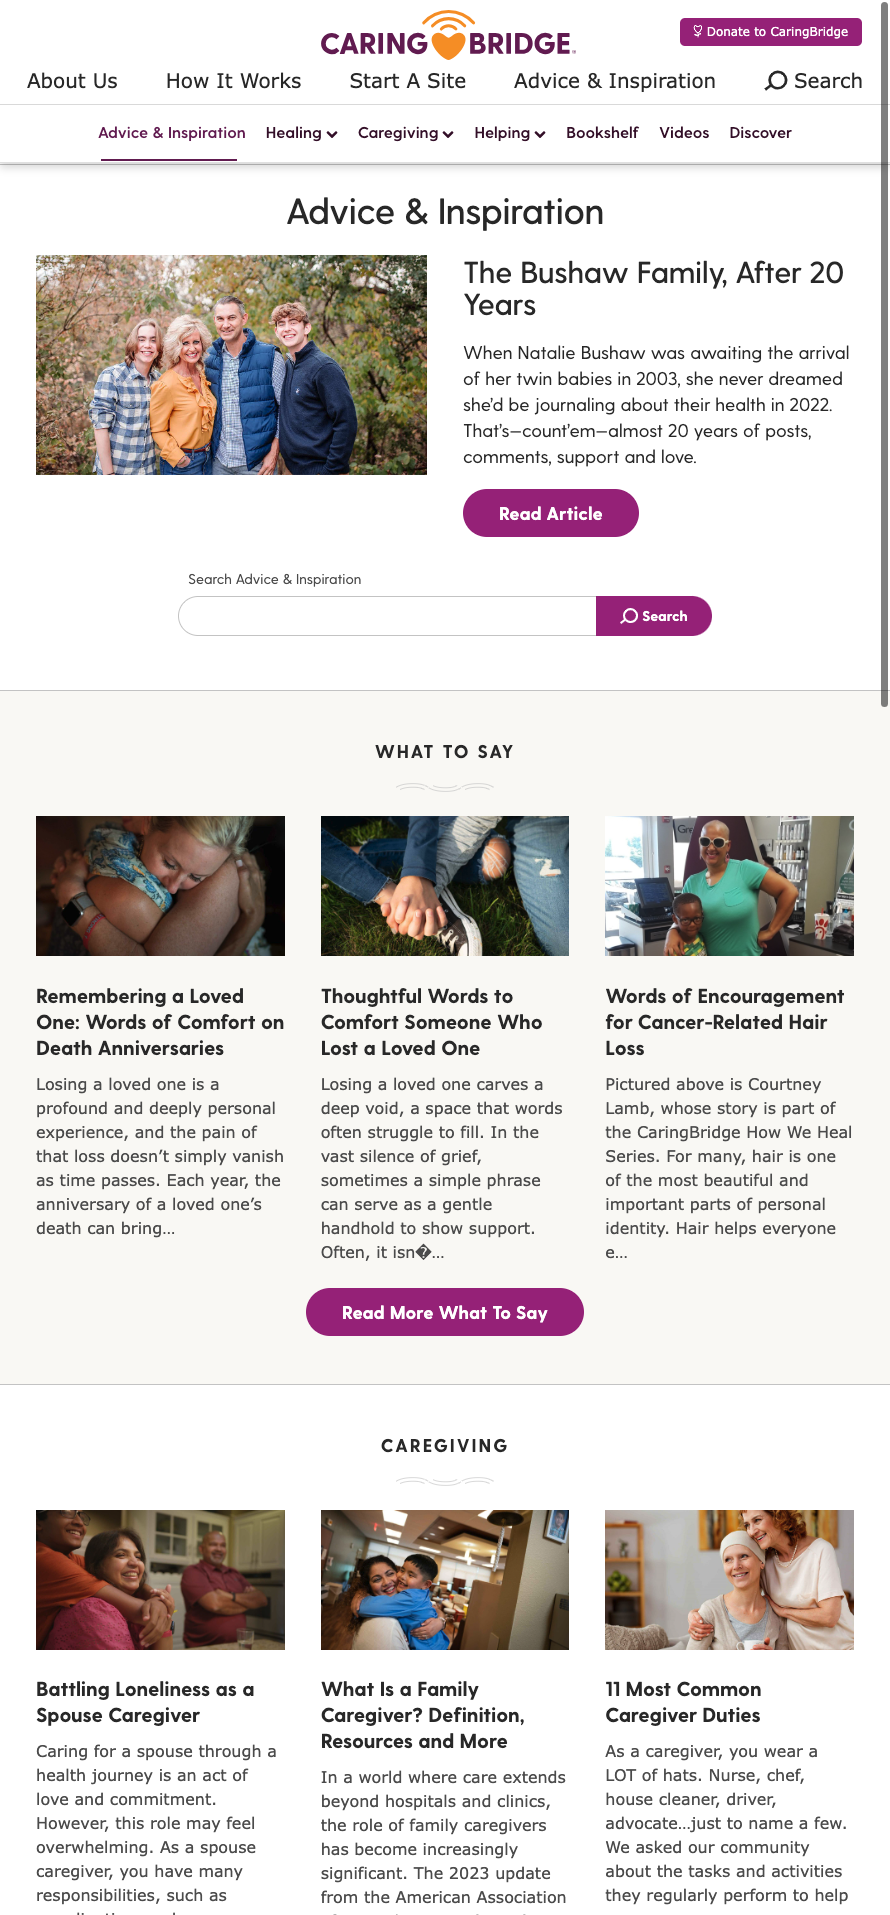 CARING BRIDGE
Donate to CaringBridge
About Us
How It Works
Start A Site
Advice & Inspiration
Search
Advice & Inspiration
Healing
Caregiving
Helping
Bookshelf
Videos
Discover
Advice & Inspiration
The Bushaw Family, After 20
Years
When Natalie Bushaw was awaiting the arrival
of her twin babies in 2003, she never dreamed
she’d be journaling about their health in 2022.
That’s—count’em—almost 20 years of posts,
comments, support and love.
Read Article
Search Advice & Inspiration
Search
WHAT TO SAY
Remembering a Loved
One: Words of Comfort on
Death Anniversaries
Losing a loved one is a
profound and deeply personal
experience, and the pain of
that loss doesn’t simply vanish
as time passes. Each year, the
anniversary of a loved one’s
death can bring...
Thoughtful Words to
Comfort Someone Who
Lost a Loved One
Losing a loved one carves a
deep void, a space that words
often struggle to fill. In the
vast silence of grief,
sometimes a simple phrase
can serve as a gentle
handhold to show support.
Often, it isn�...
Gre
Words of Encouragement
for Cancer-Related Hair
Loss
Pictured above is Courtney
Lamb, whose story is part of
the CaringBridge How We Heal
Series. For many, hair is one
of the most beautiful and
important parts of personal
identity. Hair helps everyone
e...
Read More What To Say
CAREGIVING
Battling Loneliness as a
Spouse Caregiver
Caring for a spouse through a
health journey is an act of
love and commitment.
However, this role may feel
overwhelming. As a spouse
caregiver, you have many
responsibilities, such as
What Is a Family
Caregiver? Definition,
Resources and More
In a world where care extends
beyond hospitals and clinics,
the role of family caregivers
has become increasingly
significant. The 2023 update
from the American Association
11 Most Common
Caregiver Duties
As a caregiver, you wear a
LOT of hats. Nurse, chef,
house cleaner, driver,
advocate...just to name a few.
We asked our community
about the tasks and activities
they regularly perform to help